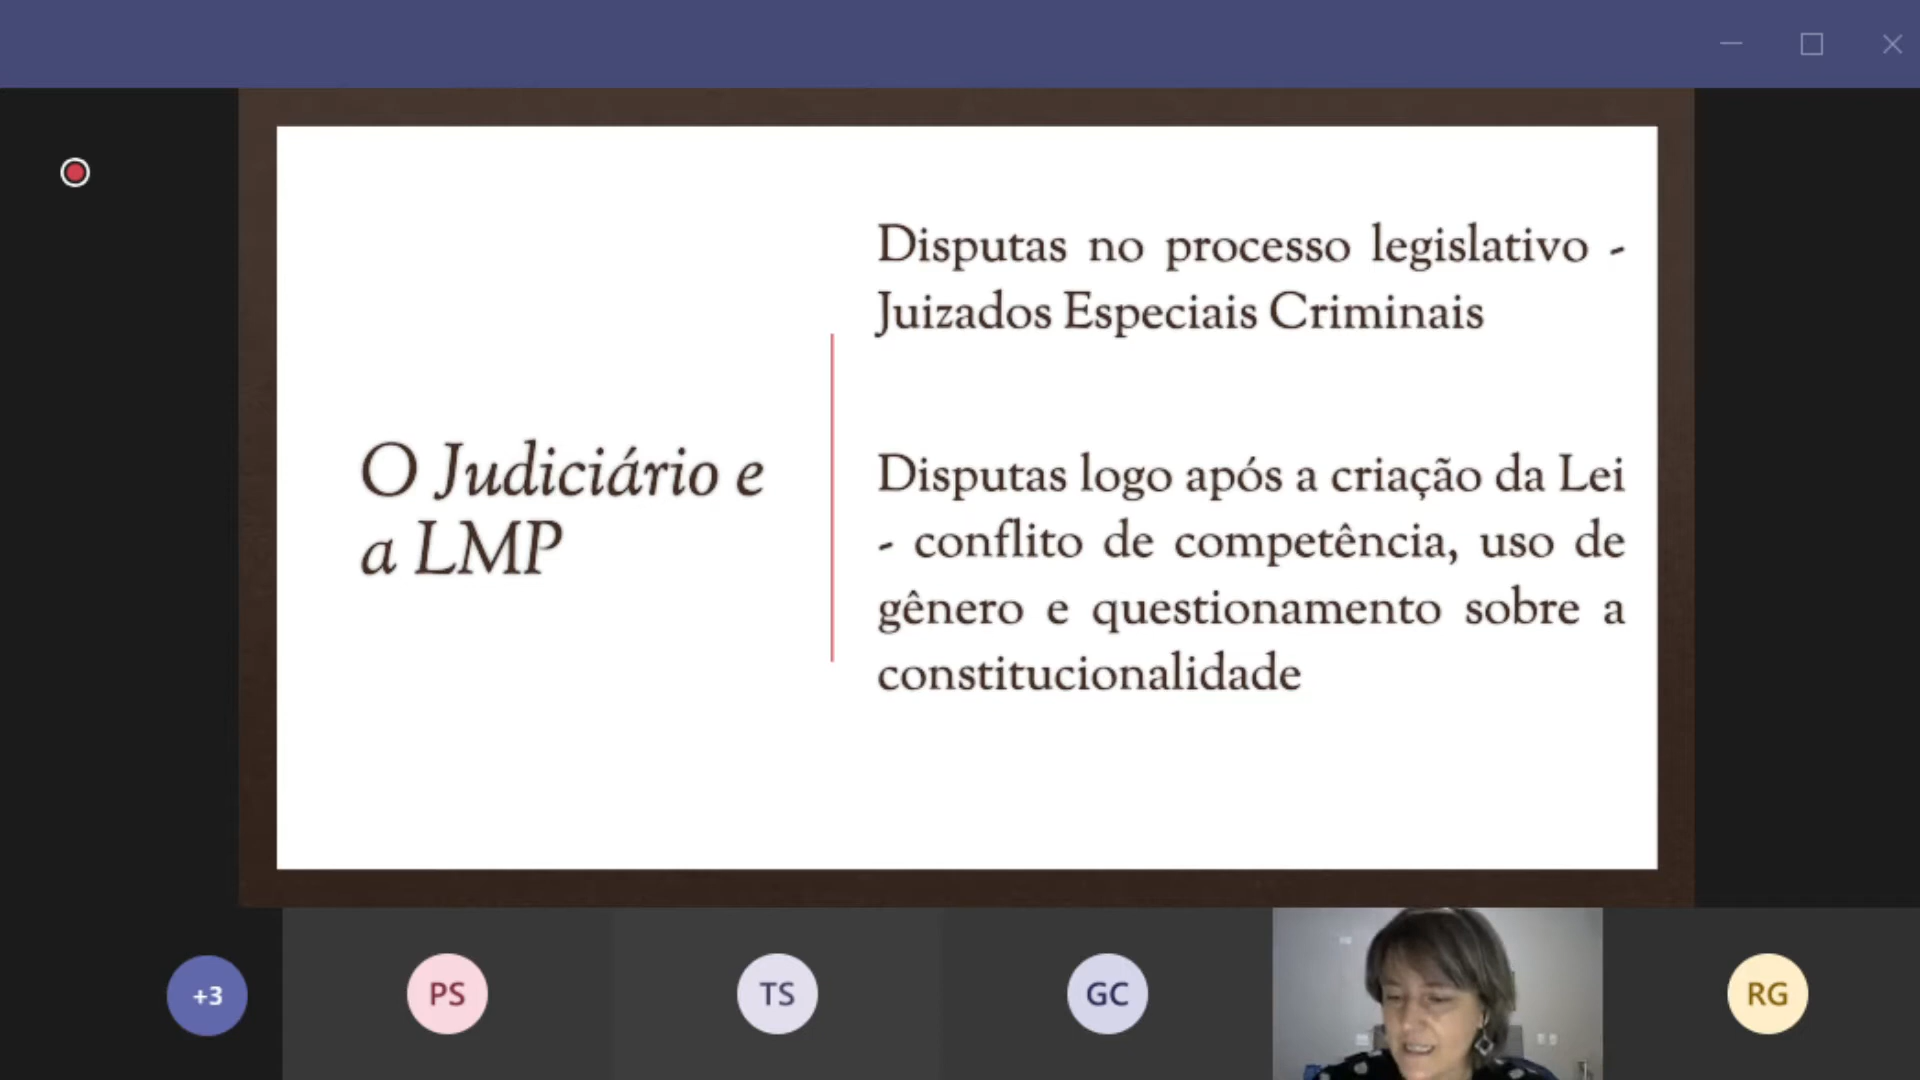 O Judiciário e
a LMP
Disputas no processo legislativo -
Juizados Especiais Criminais
Disputas logo após a criação da Lei
- conflito de competência, uso de
gênero e questionamento sobre a
constitucionalidade
+3
PS
TS
GC
RG